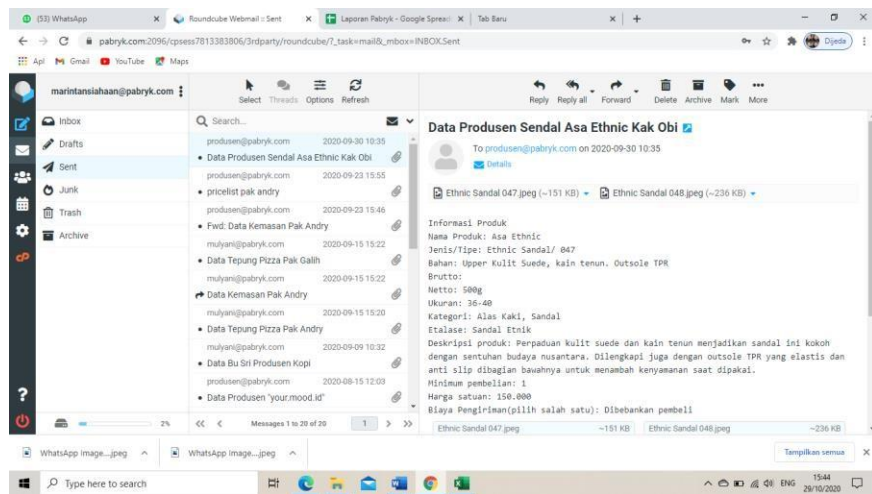 (53) WhatsApp
Roundcube Webmail :: Sent
Laporan Pabryk - Google Spreads
Tab Baru
pabryk.com:2096/cpsess7813383806/3rdparty/roundcube/?_task=mail&_mbox=INBOX.Sent
Dijeda
Apl
Gmail
YouTube
Maps
marintansiahaan@pabryk.com
Inbox
Drafts
Sent
Junk
Trash
Archive
2%
Select Threads Options Refresh
Search...
produsen@pabryk.com 2020-09-30 10:35
Data Produsen Sendal Asa Ethnic Kak Obi
produsen@pabryk.com 2020-09-23 15:55
pricelist pak andry
produsen@pabryk.com 2020-09-23 15:46
Fwd: Data Kemasan Pak Andry
mulyani@pabryk.com 2020-09-15 15:22
Data Tepung Pizza Pak Galih
mulyani@pabryk.com 2020-09-15 15:22
Data Kemasan Pak Andry
mulyani@pabryk.com 2020-09-15 15:20
Data Tepung Pizza Pak Andry
mulyani@pabryk.com 2020-09-09 10:32
Data Bu Sri Produsen Kopi
produsen@pabryk.com 2020-08-15 12:03
Data Produsen "your.mood.id"
Messages 1 to 20 of 20
1
Reply Reply all Forward Delete Archive Mark More
Data Produsen Sendal Asa Ethnic Kak Obi
To produsen@pabryk.com on 2020-09-30 10:35
Details
Ethnic Sandal 047.jpeg (~151 KB)
Ethnic Sandal 048.jpeg (~236 KB)
Informasi Produk
Nama Produk: Asa Ethnic
Jenis/Tipe: Ethnic Sandal/ 047
Bahan: Upper Kulit Suede, kain tenun. Outsole TPR
Brutto:
Netto: 500g
Ukuran: 36-40
Kategori: Alas Kaki, Sandal
Etalase: Sandal Etnik
Deskripsi produk: Perpaduan kulit suede dan kain tenun menjadikan sandal ini kokoh
dengan sentuhan budaya nusantara. Dilengkapi juga dengan outsole TPR yang elastis dan
anti slip dibagian bawahnya untuk menambah kenyamanan saat dipakai.
Minimum pembelian: 1
Harga satuan: 150.000
Biaya Pengiriman(pilih salah satu): Dibebankan pembeli
Ethnic Sandal 047.jpeg ~151 KB
Ethnic Sandal 048.jpeg ~236 KB
WhatsApp Image....jpeg
WhatsApp Image....jpeg
Tampilkan semua
Type here to search
ENG
15:44
29/10/2020